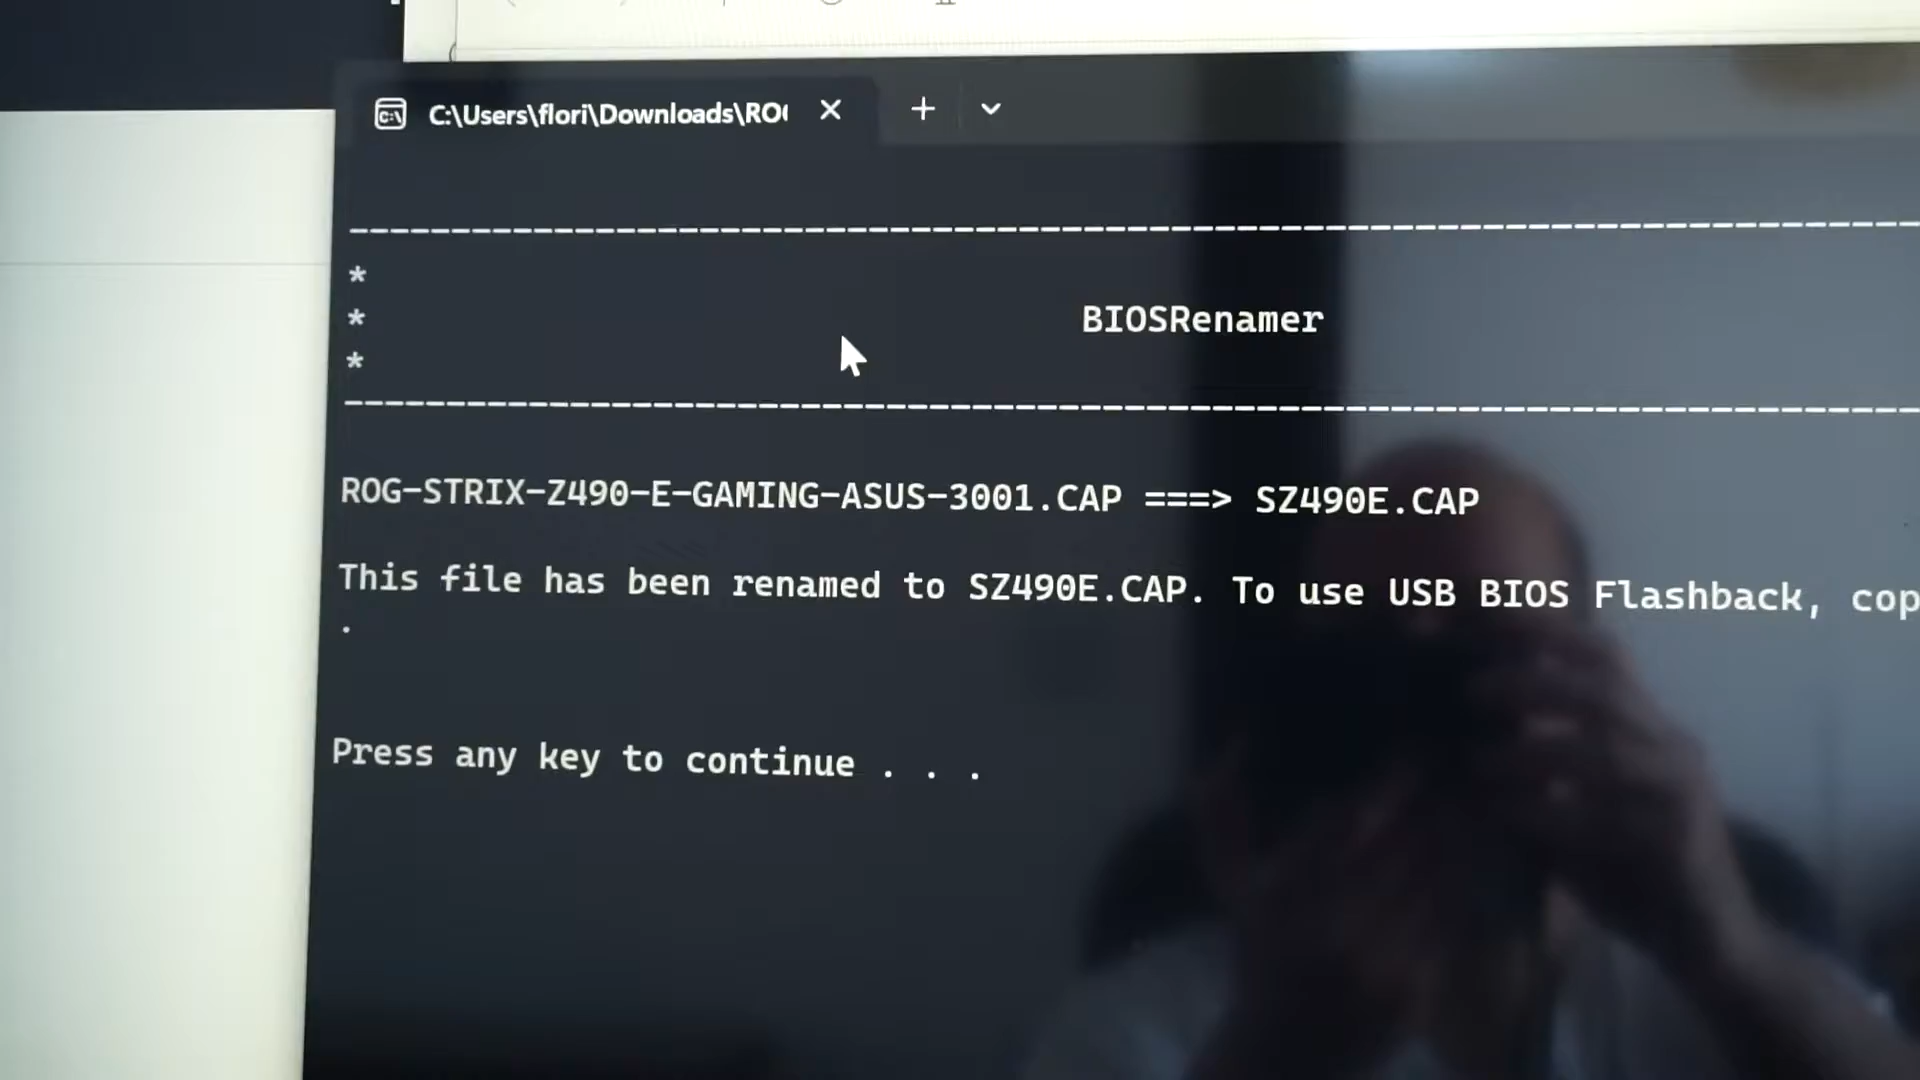 C:\Users\flori\Downloads\RO
*
* BIOSRenamer
*
ROG-STRIX-Z490-E-GAMING-ASUS-3001.CAP ===> SZ490E.CAP
This file has been renamed to SZ490E.CAP. To use USB BIOS Flashback, cop
.
Press any key to continue . . .